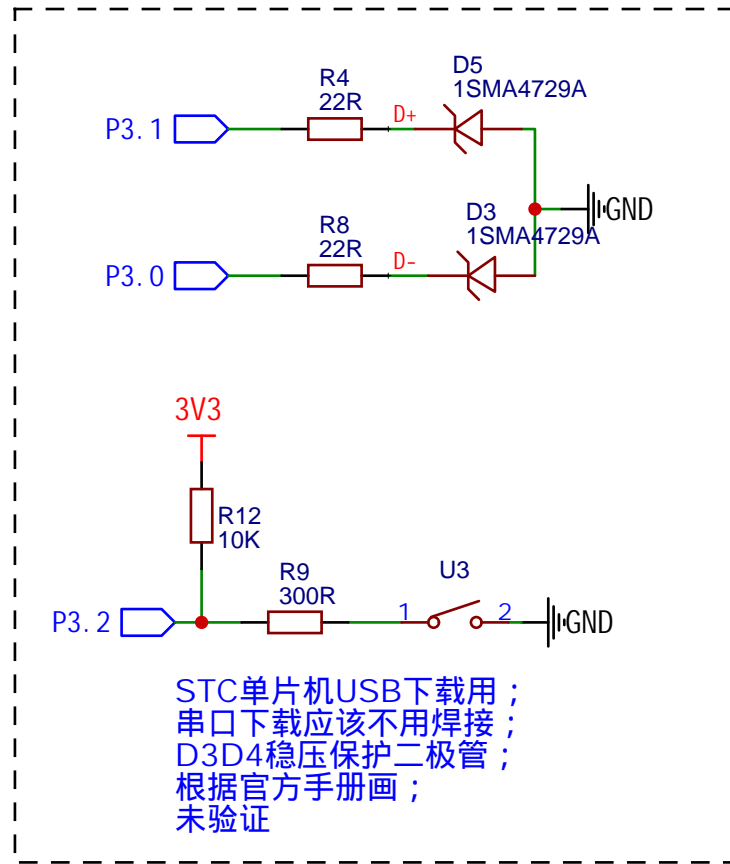 D5
1SMA4729A
R4
22R
D+
P3.1
GND
D3
1SMA4729A
R8
22R
D-
P3.0
3V3
R12
10K
R9
300R
U3
P3.2
1
2
GND
STC单片机USB下载用；
串口下载应该不用焊接；
D3D4稳压保护二极管；
根据官方手册画；
未验证